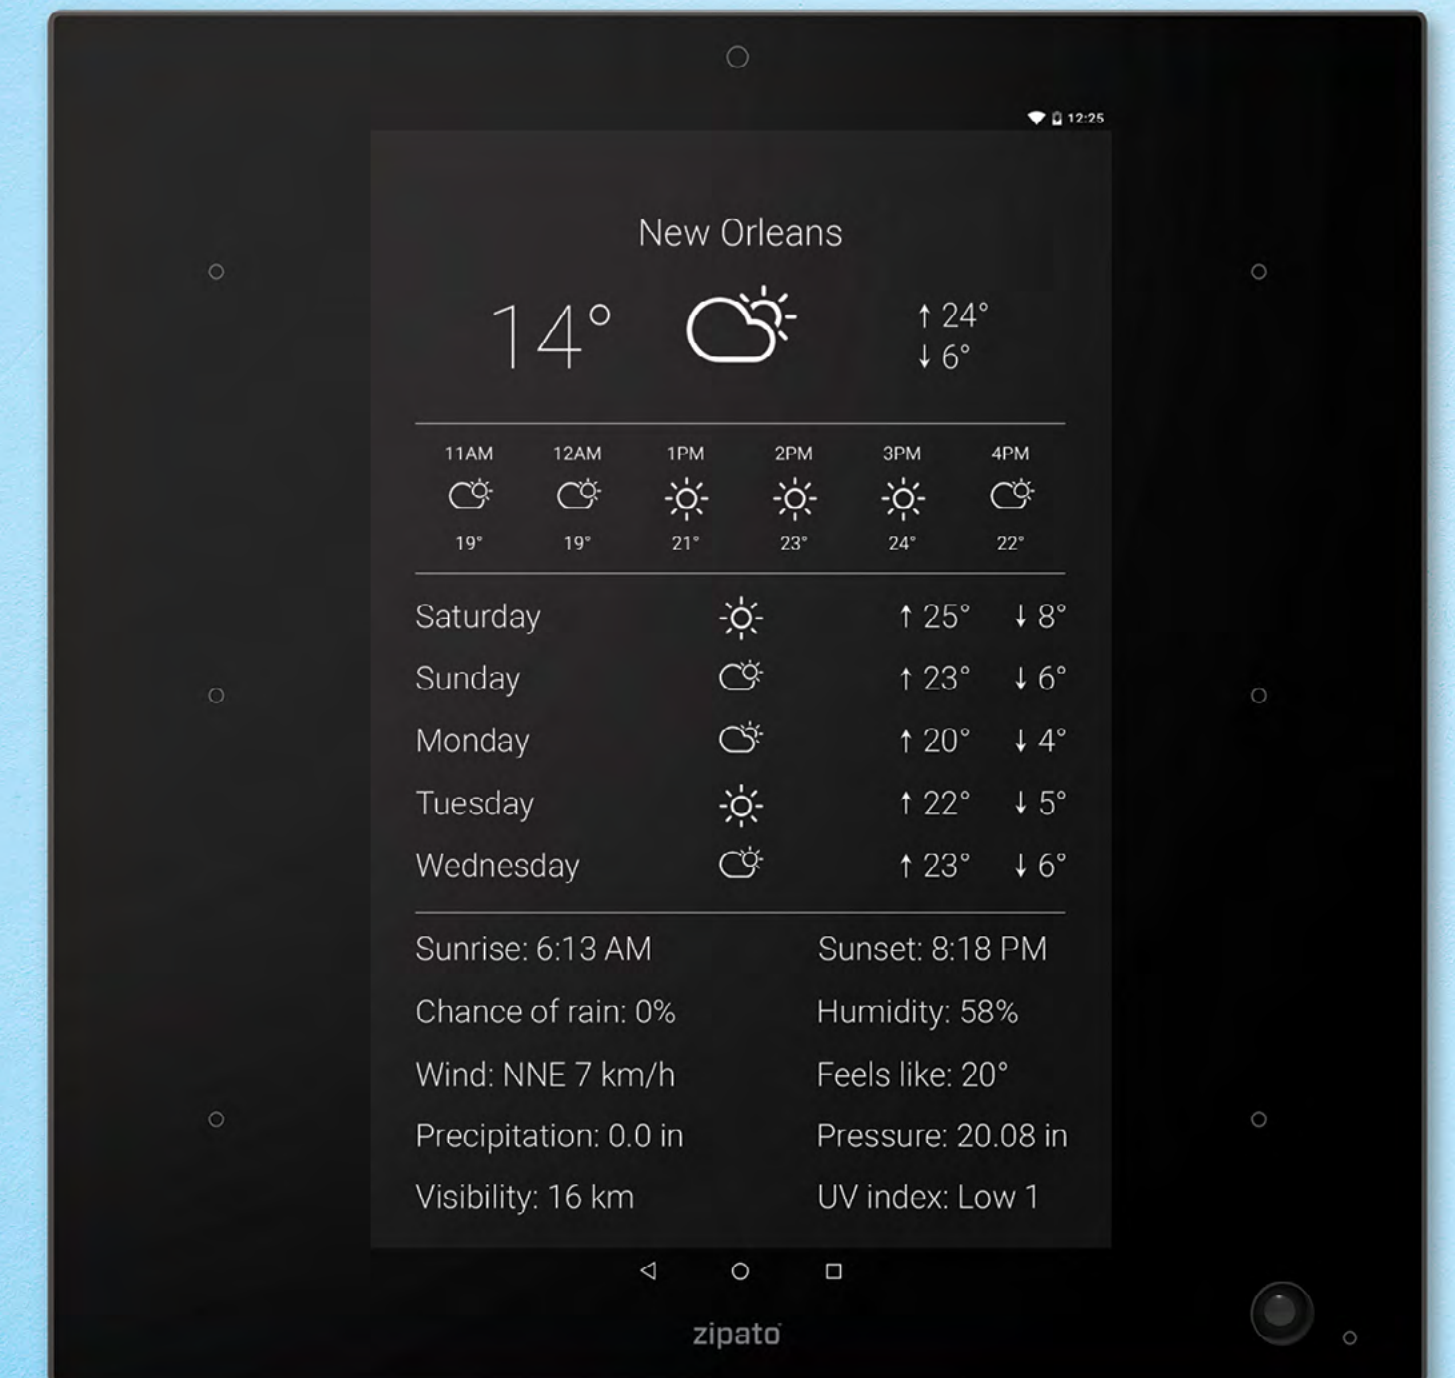 12:25
New Orleans
14° ↑ 24°
↓ 6°
11AM 12AM 1PM 2PM 3PM 4PM
19° 19° 21° 23° 24° 22°
Saturday ↑ 25° ↓ 8°
Sunday ↑ 23° ↓ 6°
Monday ↑ 20° ↓ 4°
Tuesday ↑ 22° ↓ 5°
Wednesday ↑ 23° ↓ 6°
Sunrise: 6:13 AM Sunset: 8:18 PM
Chance of rain: 0% Humidity: 58%
Wind: NNE 7 km/h Feels like: 20°
Precipitation: 0.0 in Pressure: 20.08 in
Visibility: 16 km UV index: Low 1
zipato